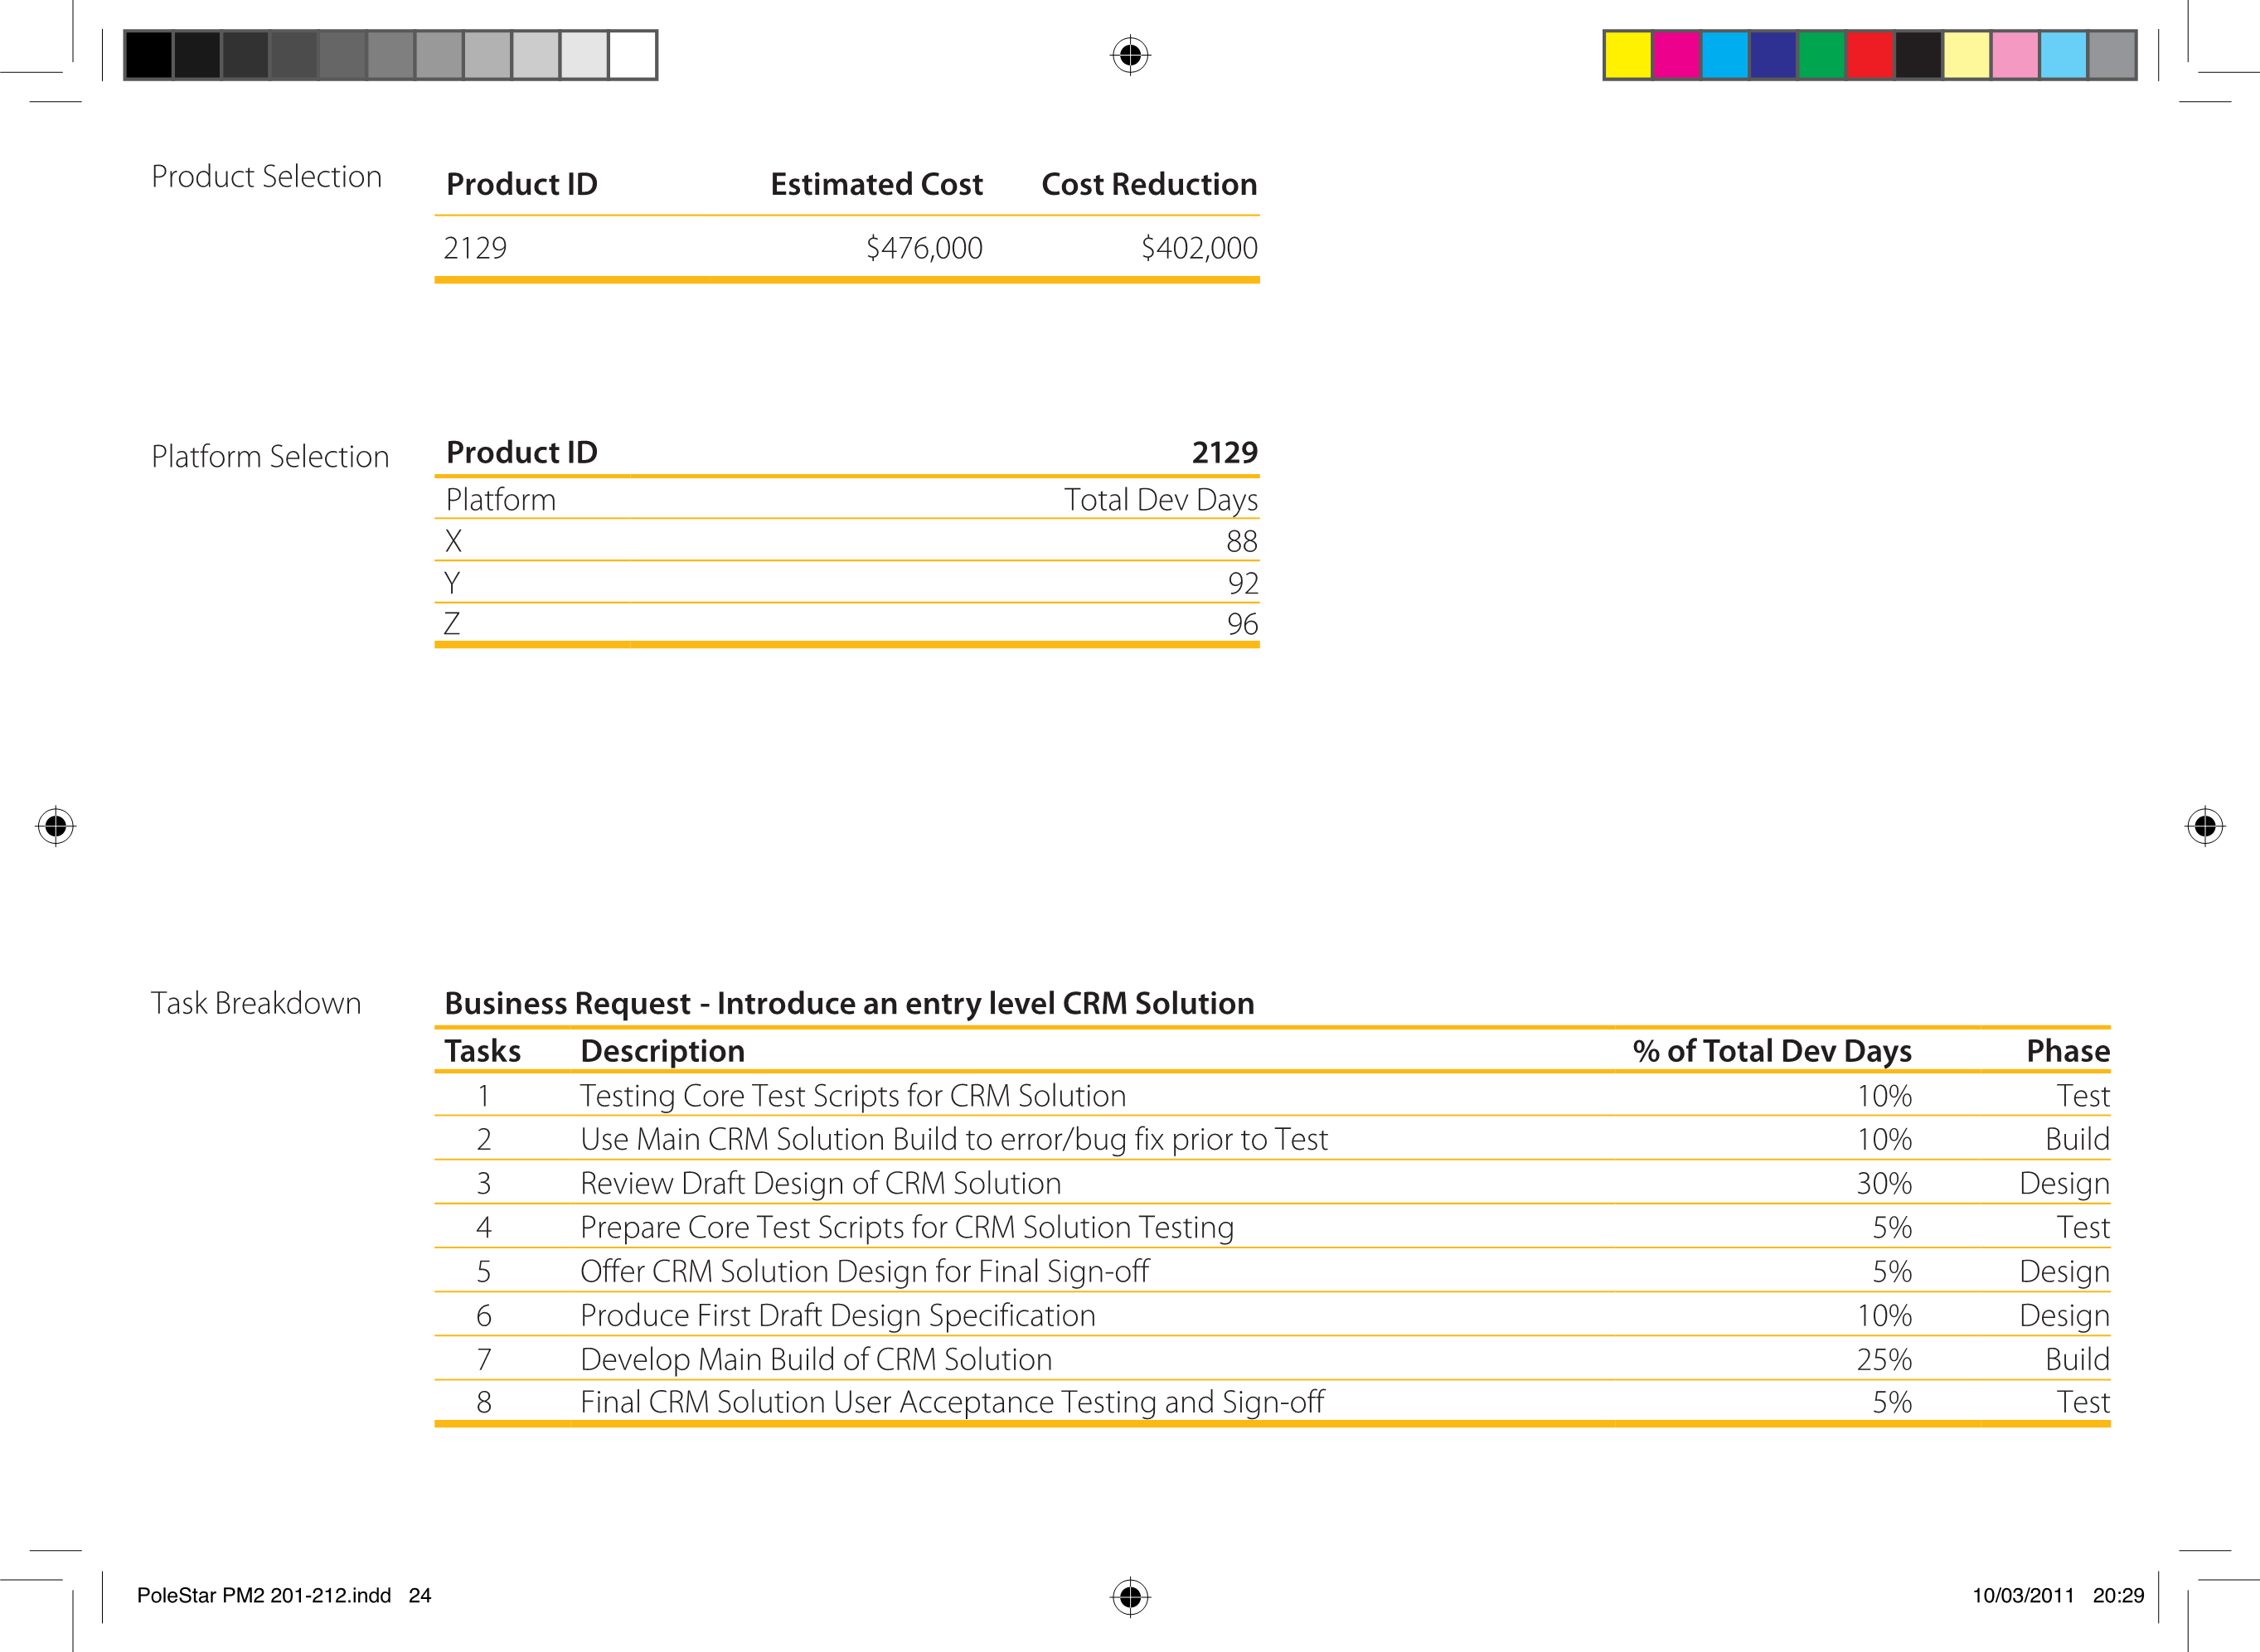 Product Selection
Product ID Estimated Cost Cost Reduction
2129 $476,000 $402,000
Platform Selection
Product ID 2129
Platform Total Dev Days
X 88
Y 92
Z 96
Task Breakdown
Business Request - Introduce an entry level CRM Solution
Tasks Description % of Total Dev Days Phase
1 Testing Core Test Scripts for CRM Solution 10% Test
2 Use Main CRM Solution Build to error/bug fix prior to Test 10% Build
3 Review Draft Design of CRM Solution 30% Design
4 Prepare Core Test Scripts for CRM Solution Testing 5% Test
5 Offer CRM Solution Design for Final Sign-off 5% Design
6 Produce First Draft Design Specification 10% Design
7 Develop Main Build of CRM Solution 25% Build
8 Final CRM Solution User Acceptance Testing and Sign-off 5% Test
PoleStar PM2 201-212.indd 24 10/03/2011 20:29